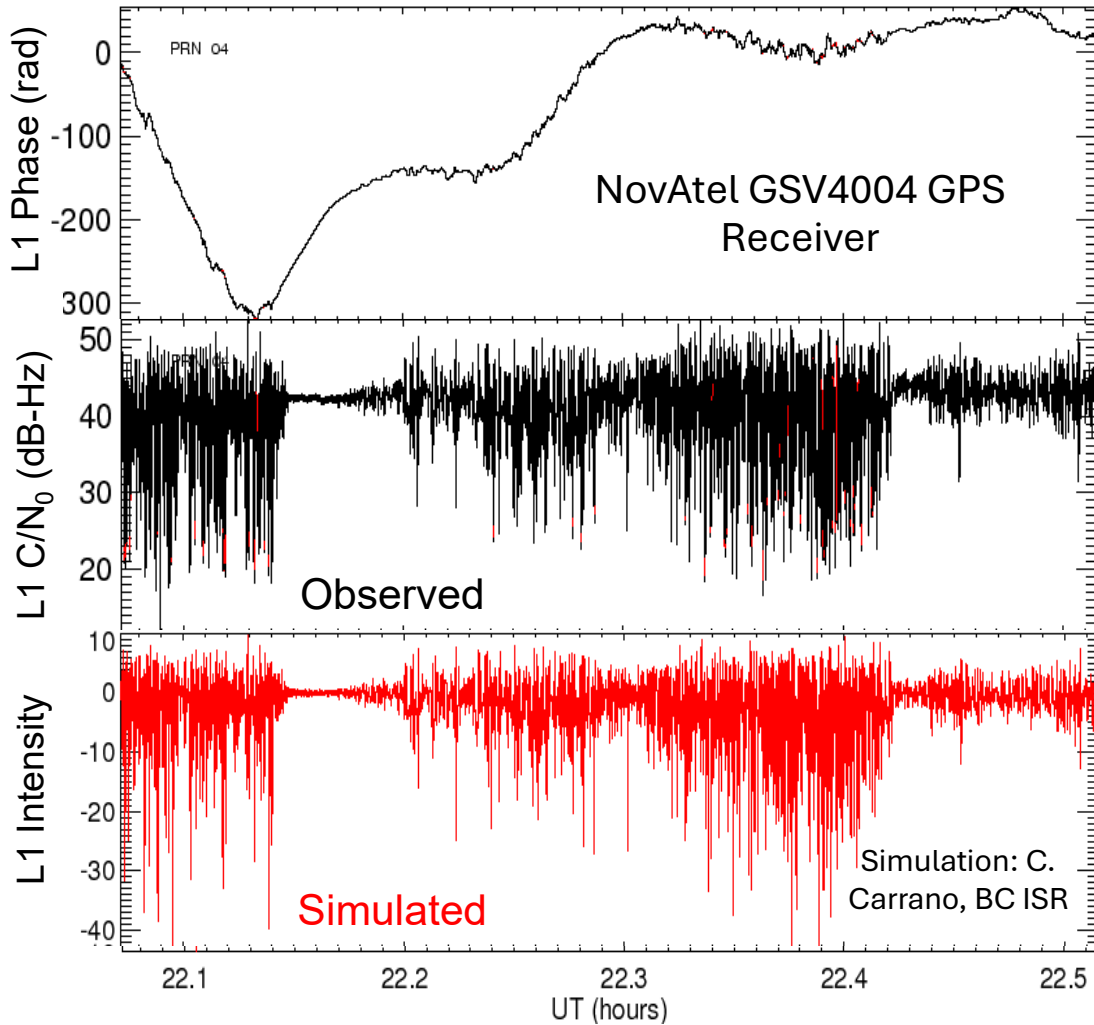 L1 Phase (rad)
0
-100
-200
300
PRN 04
NovAtel GSV4004 GPS
Receiver
L1 C/N0 (dB-Hz)
50
40
30
20
PRN 04
Observed
L1 Intensity
10
0
-10
-20
-30
-40
Simulated
Simulation: C.
Carrano, BC ISR
22.1 22.2 22.3 22.4 22.5
UT (hours)